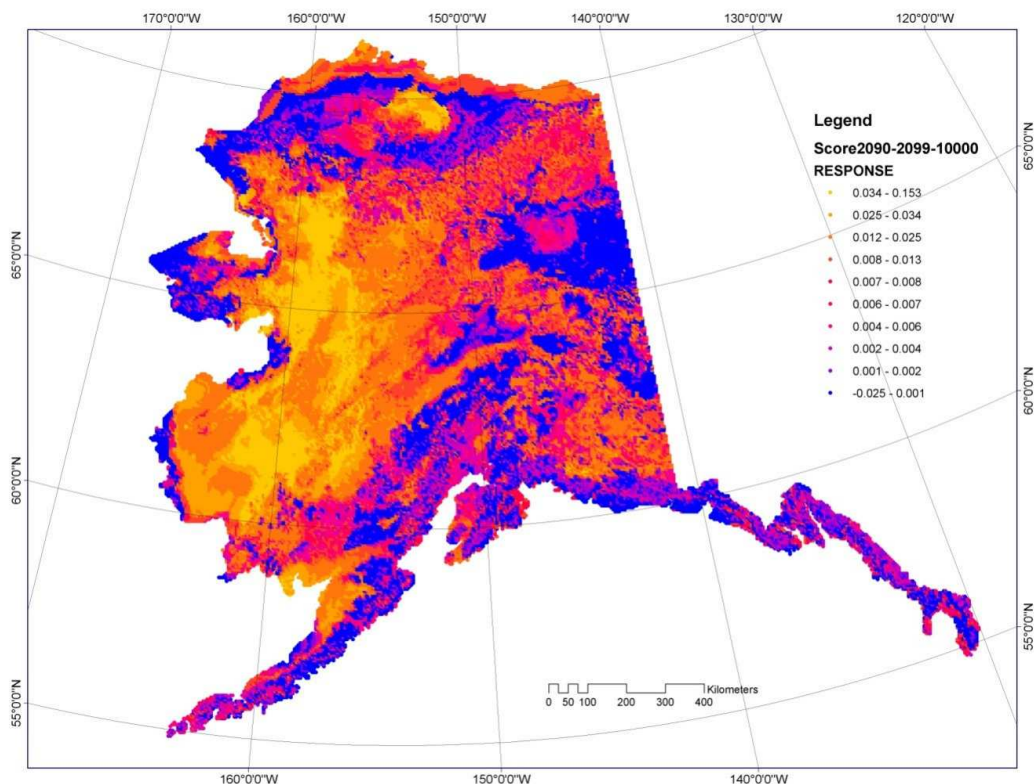 170°0'0"W 160°0'0"W 150°0'0"W 140°0'0"W 130°0'0"W 120°0'0"W
65°0'0"N
65°0'0"N
60°0'0"N
60°0'0"N
55°0'0"N
55°0'0"N
Legend
Score2090-2099-10000
RESPONSE
0.034 - 0.153
0.025 - 0.034
0.012 - 0.025
0.008 - 0.013
0.007 - 0.008
0.006 - 0.007
0.004 - 0.006
0.002 - 0.004
0.001 - 0.002
-0.025 - 0.001
Kilometers
0 50 100 200 300 400
160°0'0"W 150°0'0"W 140°0'0"W